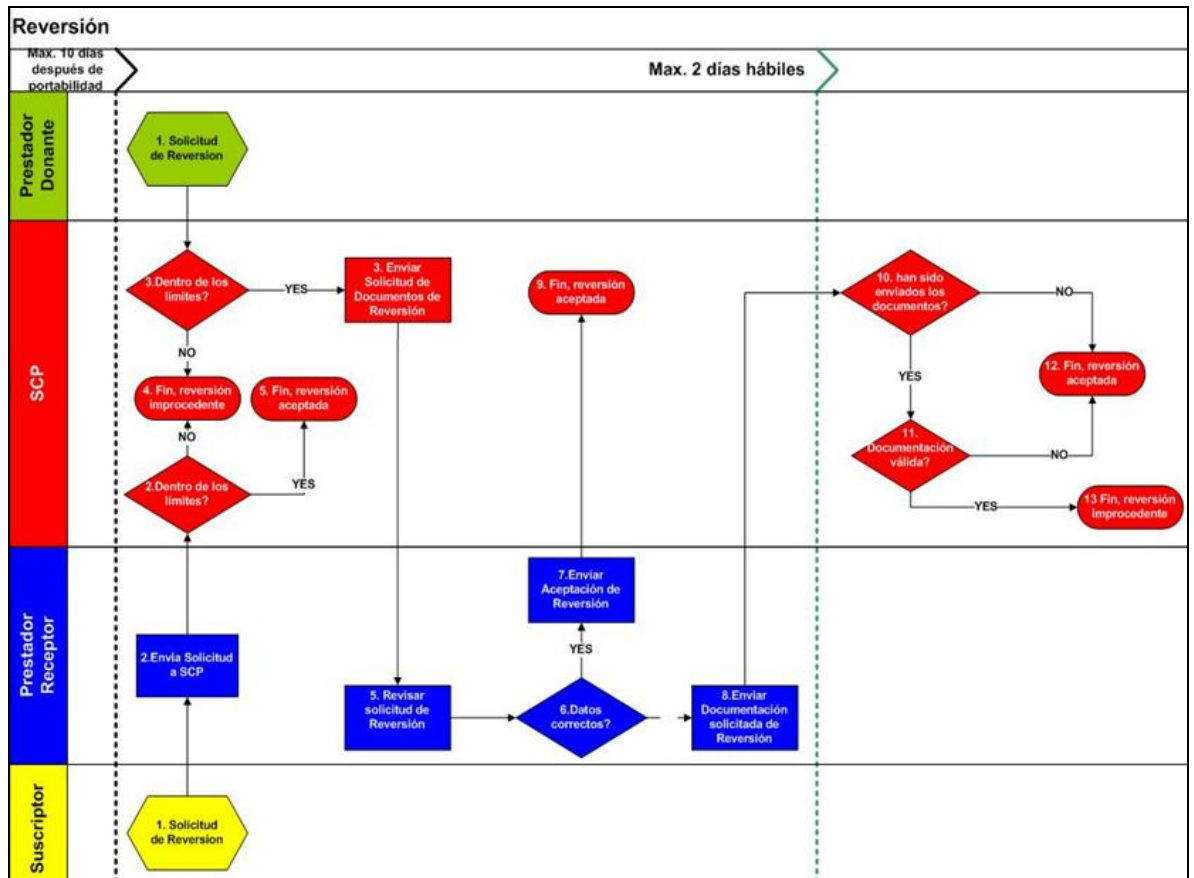 Reversión
Max. 10 días
después de
portabilidad
Max. 2 días hábiles
Prestador
Donante
1. Solicitud
de Reversion
SCP
3.Dentro de los
límites?
YES
3. Enviar
Solicitud de
Documentos de
Reversión
9. Fin, reversión
aceptada
10. han sido
enviados los
documentos?
NO
NO
4. Fin, reversión
improcedente
5. Fin, reversión
aceptada
YES
12. Fin, reversión
aceptada
NO
2.Dentro de los
límites?
YES
11.
Documentación
válida?
NO
YES
13 Fin, reversión
improcedente
Prestador
Receptor
2.Envia Solicitud
a SCP
7.Enviar
Aceptación de
Reversión
YES
5. Revisar
solicitud de
Reversión
6.Datos
correctos?
8.Enviar
Documentación
solicitada de
Reversión
Suscriptor
1. Solicitud
de Reversion